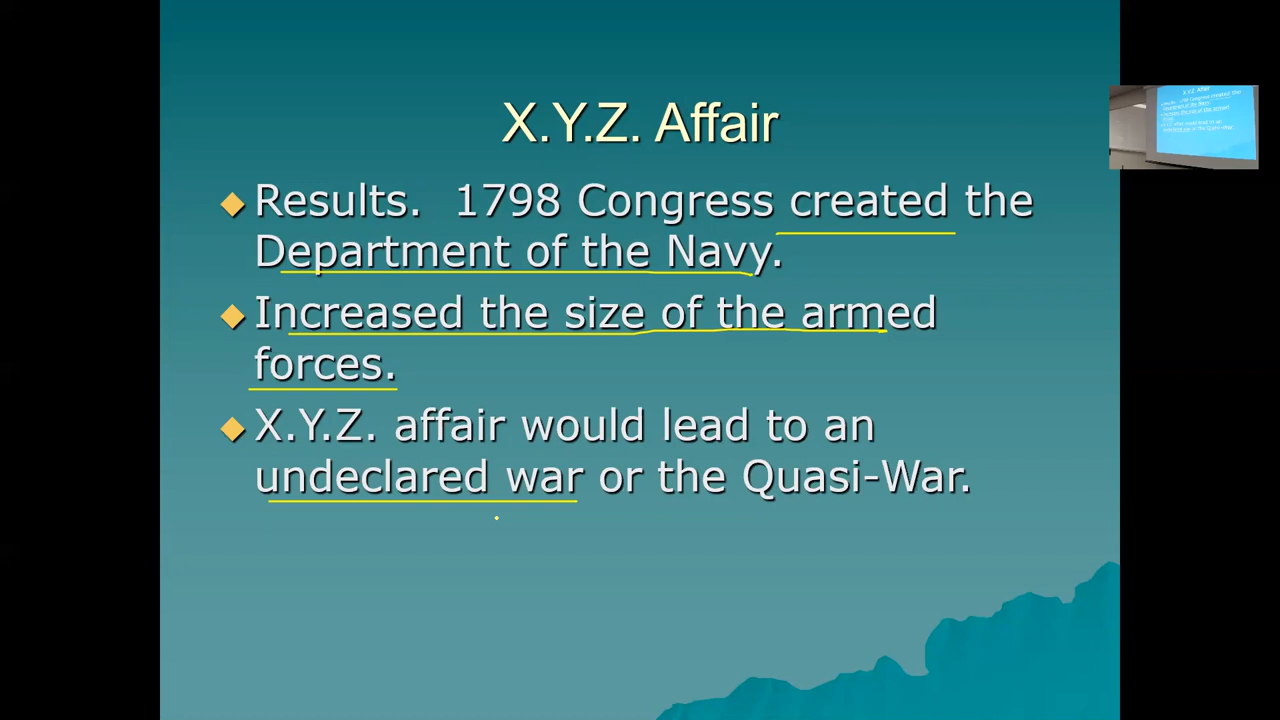 X.Y.Z. Affair
Results. 1798 Congress created the
Department of the Navy.
Increased the size of the armed
forces.
X.Y.Z. affair would lead to an
undeclared war or the Quasi-War.